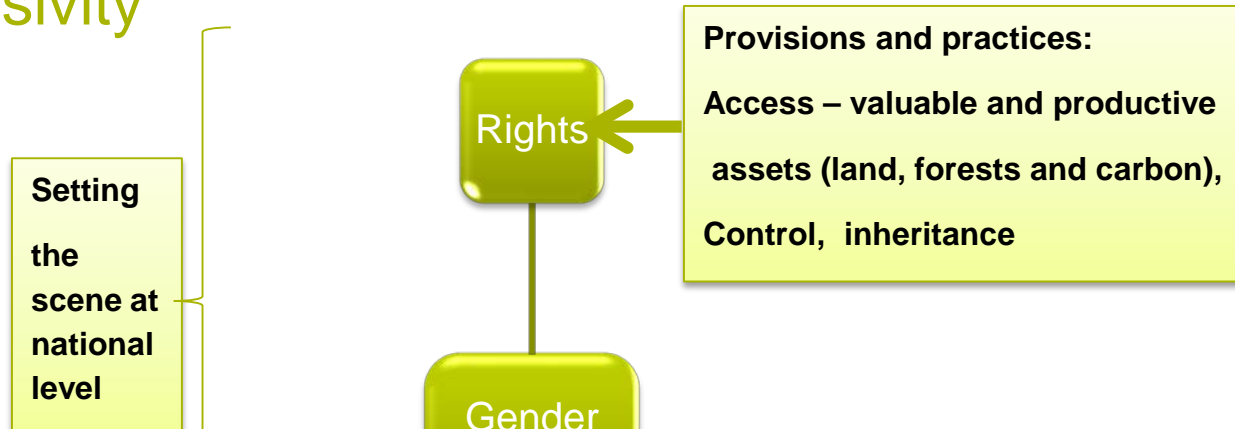 sivity
Provisions and practices:
Access – valuable and productive
assets (land, forests and carbon),
Control, inheritance
Rights
Setting
the
scene at
national
level
Gender